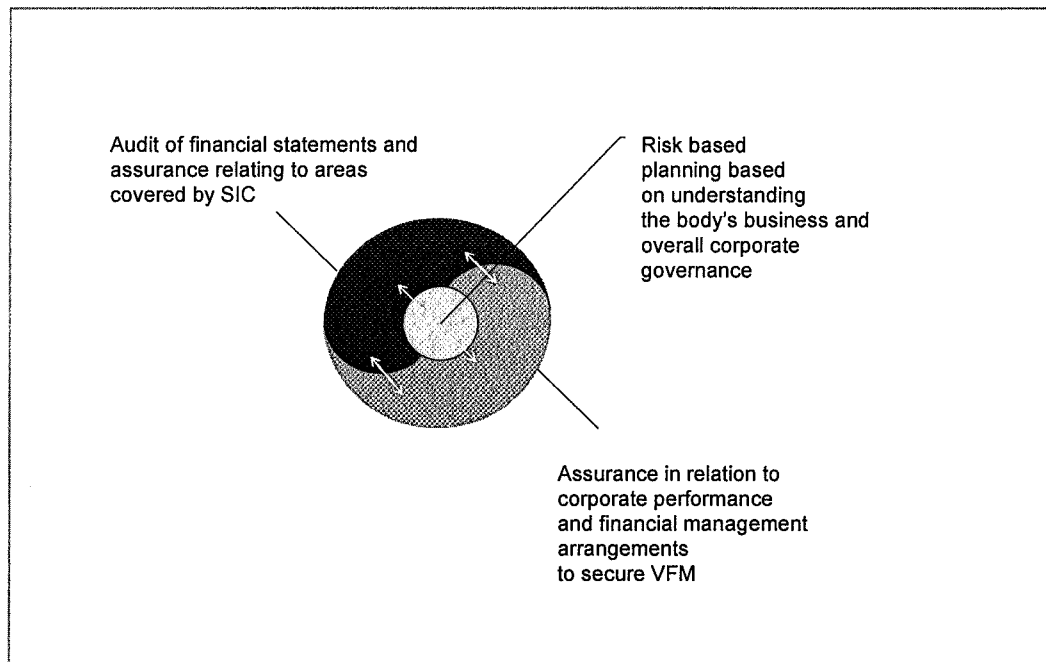 Audit of financial statements and
assurance relating to areas
covered by SIC
Risk based
planning based
on understanding
the body's business and
overall corporate
governance
Assurance in relation to
corporate performance
and financial management
arrangements
to secure VFM